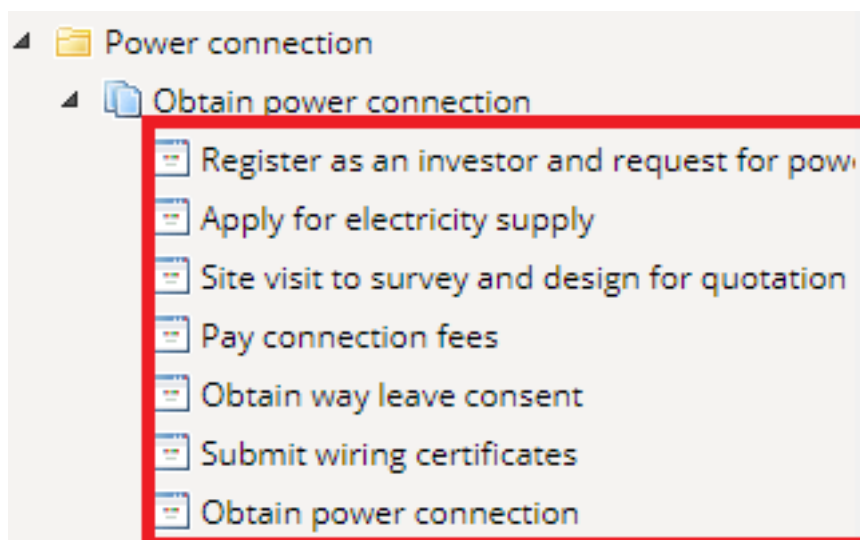 Power connection
Obtain power connection
Register as an investor and request for
Apply for electricity supply
Site visit to survey and design for quotation
Pay connection fees
Obtain way leave consent
Submit wiring certificates
Obtain power connection